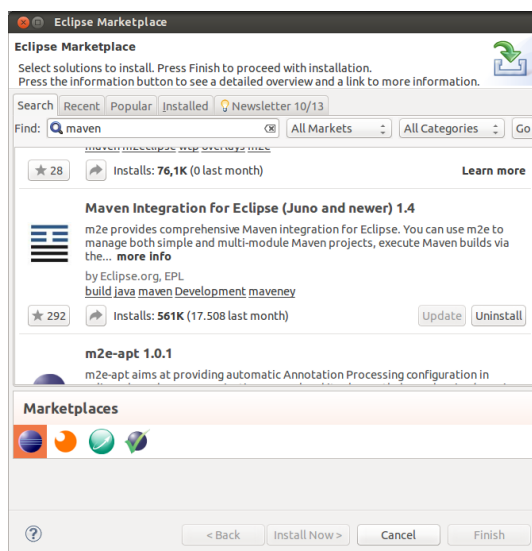 Eclipse Marketplace
Eclipse Marketplace
Select solutions to install. Press Finish to proceed with installation.
Press the information button to see a detailed overview and a link to more information.
Search Recent Popular Installed Newsletter 10/13
Find: maven All Markets All Categories Go
maven m2eclipse wtp overlays m2e
28 Installs: 76,1K (0 last month) Learn more
Maven Integration for Eclipse (Juno and newer) 1.4
m2e provides comprehensive Maven integration for Eclipse. You can use m2e to
manage both simple and multi-module Maven projects, execute Maven builds via
the... more info
by Eclipse.org, EPL
build java maven Development maveney
292 Installs: 561K (17.508 last month) Update Uninstall
m2e-apt 1.0.1
m2e-apt aims at providing automatic Annotation Processing configuration in
Marketplaces
? < Back Install Now > Cancel Finish